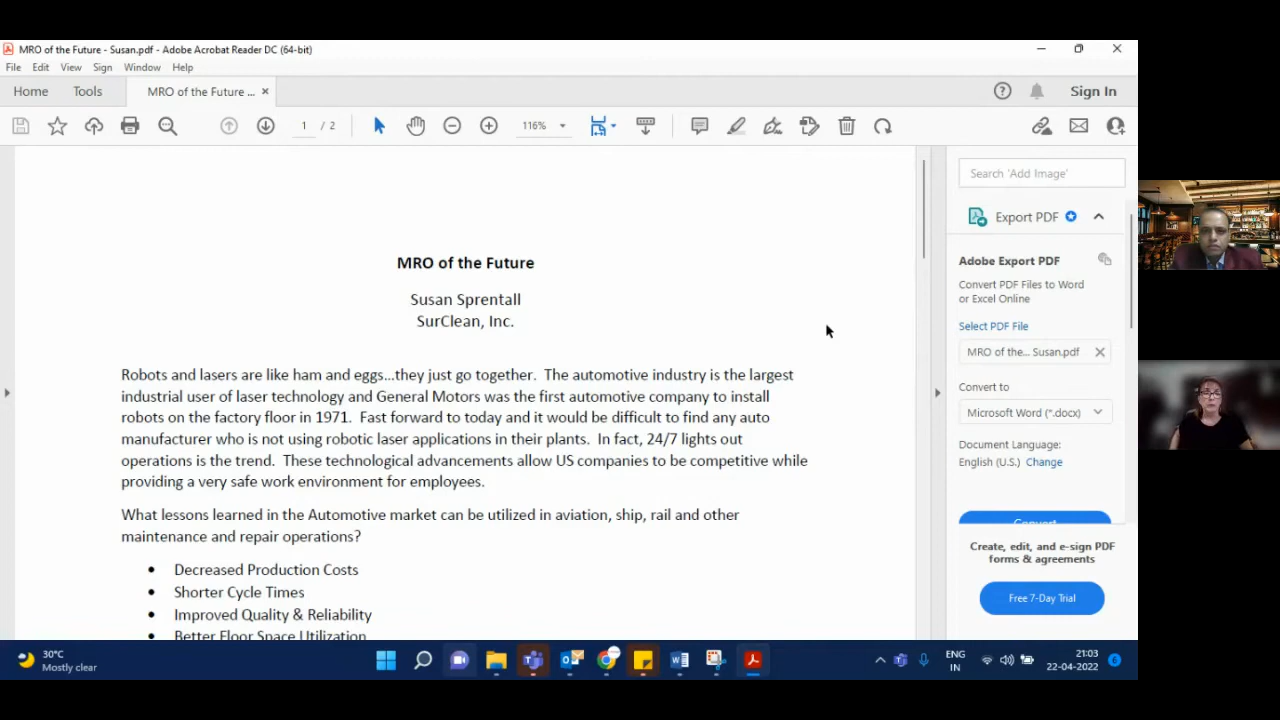 MRO of the Future - Susan.pdf - Adobe Acrobat Reader DC (64-bit)
File Edit View Sign Window Help
Home Tools MRO of the Future ... × Sign In
1 / 2 116%
Search 'Add Image'
Export PDF
MRO of the Future
Susan Sprentall
SurClean, Inc.
Robots and lasers are like ham and eggs...they just go together. The automotive industry is the largest
industrial user of laser technology and General Motors was the first automotive company to install
robots on the factory floor in 1971. Fast forward to today and it would be difficult to find any auto
manufacturer who is not using robotic laser applications in their plants. In fact, 24/7 lights out
operations is the trend. These technological advancements allow US companies to be competitive while
providing a very safe work environment for employees.
What lessons learned in the Automotive market can be utilized in aviation, ship, rail and other
maintenance and repair operations?
• Decreased Production Costs
• Shorter Cycle Times
• Improved Quality & Reliability
• Better Floor Space Utilization
Adobe Export PDF
Convert PDF Files to Word
or Excel Online
Select PDF File
MRO of the... Susan.pdf
Convert to
Microsoft Word (*.docx)
Document Language:
English (U.S.) Change
Convert
Create, edit, and e-sign PDF
forms & agreements
Free 7-Day Trial
30°C
Mostly clear
ENG
IN
21:03
22-04-2022
6